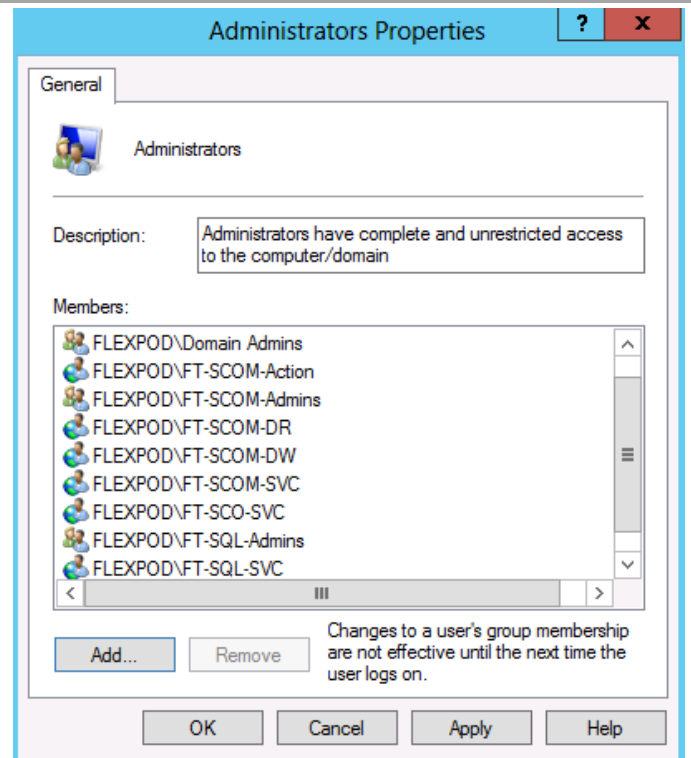 Administrators Properties
?
x
General
Administrators
Description:
Administrators have complete and unrestricted access
to the computer/domain
Members:
FLEXPOD\Domain Admins
FLEXPOD\FT-SCOM-Action
FLEXPOD\FT-SCOM-Admins
FLEXPOD\FT-SCOM-DR
FLEXPOD\FT-SCOM-DW
FLEXPOD\FT-SCOM-SVC
FLEXPOD\FT-SCO-SVC
FLEXPOD\FT-SQL-Admins
FLEXPOD\FT-SQL-SVC
Add...
Remove
Changes to a user's group membership
are not effective until the next time the
user logs on.
OK
Cancel
Apply
Help